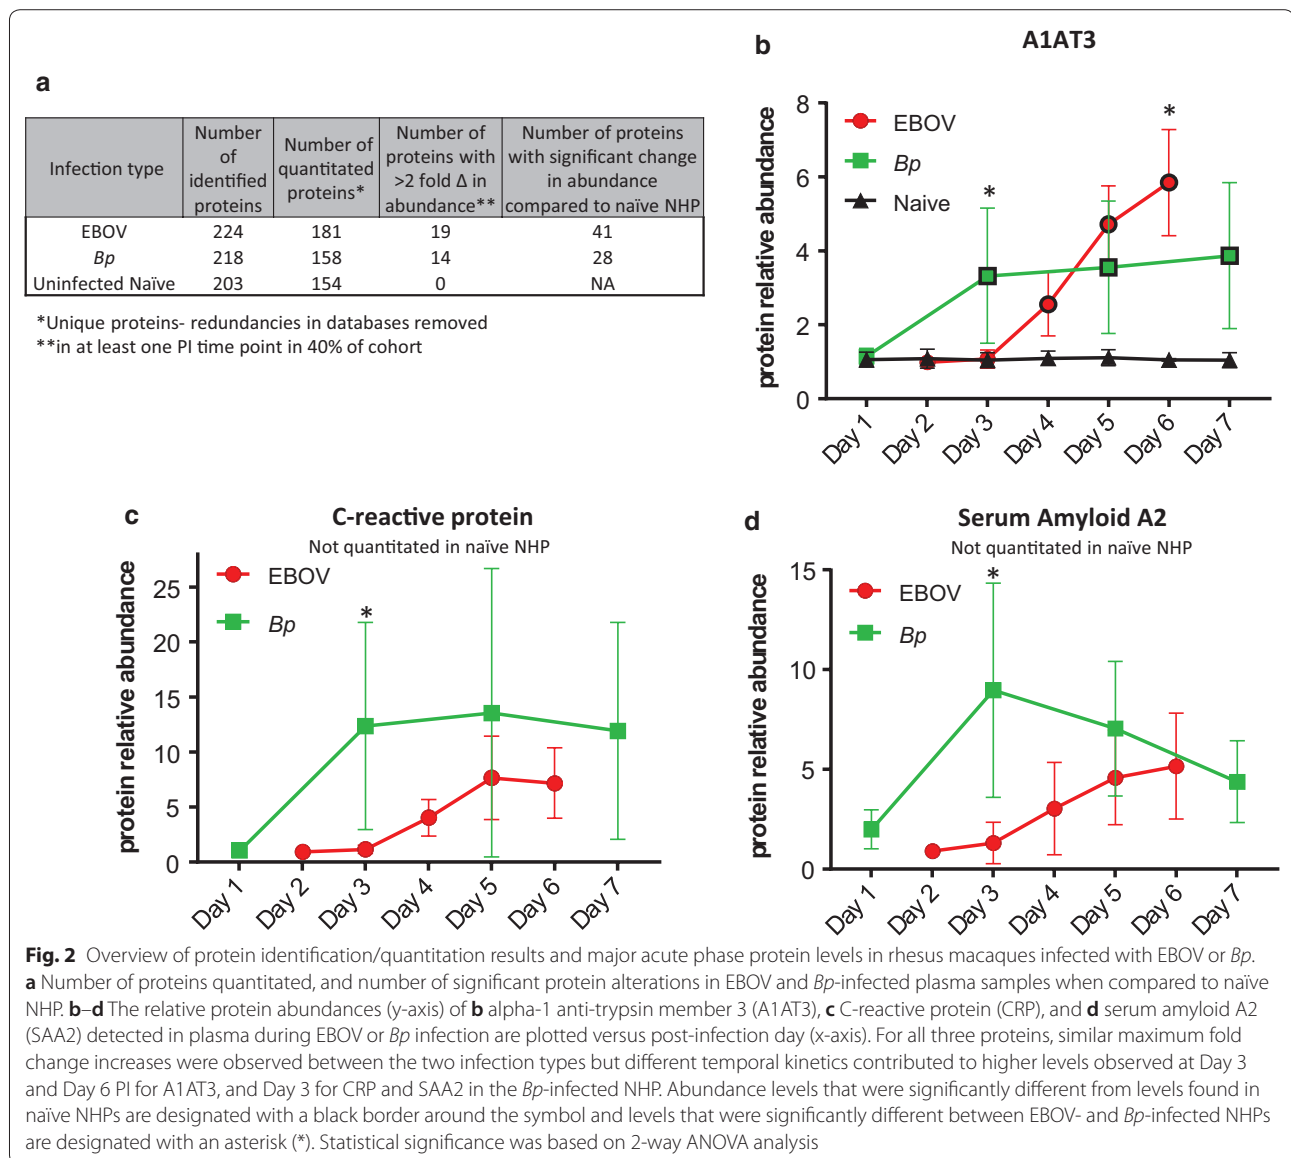 a
Infection type
Number of identified proteins
Number of quantitated proteins*
Number of proteins with >2 fold Δ in abundance**
Number of proteins with significant change in abundance compared to naïve NHP
EBOV 224 181 19 41
Bp 218 158 14 28
Uninfected Naïve 203 154 0 NA
*Unique proteins- redundancies in databases removed
**in at least one PI time point in 40% of cohort
b
A1AT3
protein relative abundance
8
6
4
2
0
EBOV
Bp
Naive
*
*
Day 1
Day 2
Day 3
Day 4
Day 5
Day 6
Day 7
c
C-reactive protein
Not quantitated in naïve NHP
protein relative abundance
25
20
15
10
5
0
EBOV
Bp
*
Day 1
Day 2
Day 3
Day 4
Day 5
Day 6
Day 7
d
Serum Amyloid A2
Not quantitated in naïve NHP
protein relative abundance
15
10
5
0
EBOV
Bp
*
Day 1
Day 2
Day 3
Day 4
Day 5
Day 6
Day 7
Fig. 2 Overview of protein identification/quantitation results and major acute phase protein levels in rhesus macaques infected with EBOV or Bp.
a Number of proteins quantitated, and number of significant protein alterations in EBOV and Bp-infected plasma samples when compared to naïve
NHP. b–d The relative protein abundances (y-axis) of b alpha-1 anti-trypsin member 3 (A1AT3), c C-reactive protein (CRP), and d serum amyloid A2
(SAA2) detected in plasma during EBOV or Bp infection are plotted versus post-infection day (x-axis). For all three proteins, similar maximum fold
change increases were observed between the two infection types but different temporal kinetics contributed to higher levels observed at Day 3
and Day 6 PI for A1AT3, and Day 3 for CRP and SAA2 in the Bp-infected NHP. Abundance levels that were significantly different from levels found in
naïve NHPs are designated with a black border around the symbol and levels that were significantly different between EBOV- and Bp-infected NHPs
are designated with an asterisk (*). Statistical significance was based on 2-way ANOVA analysis